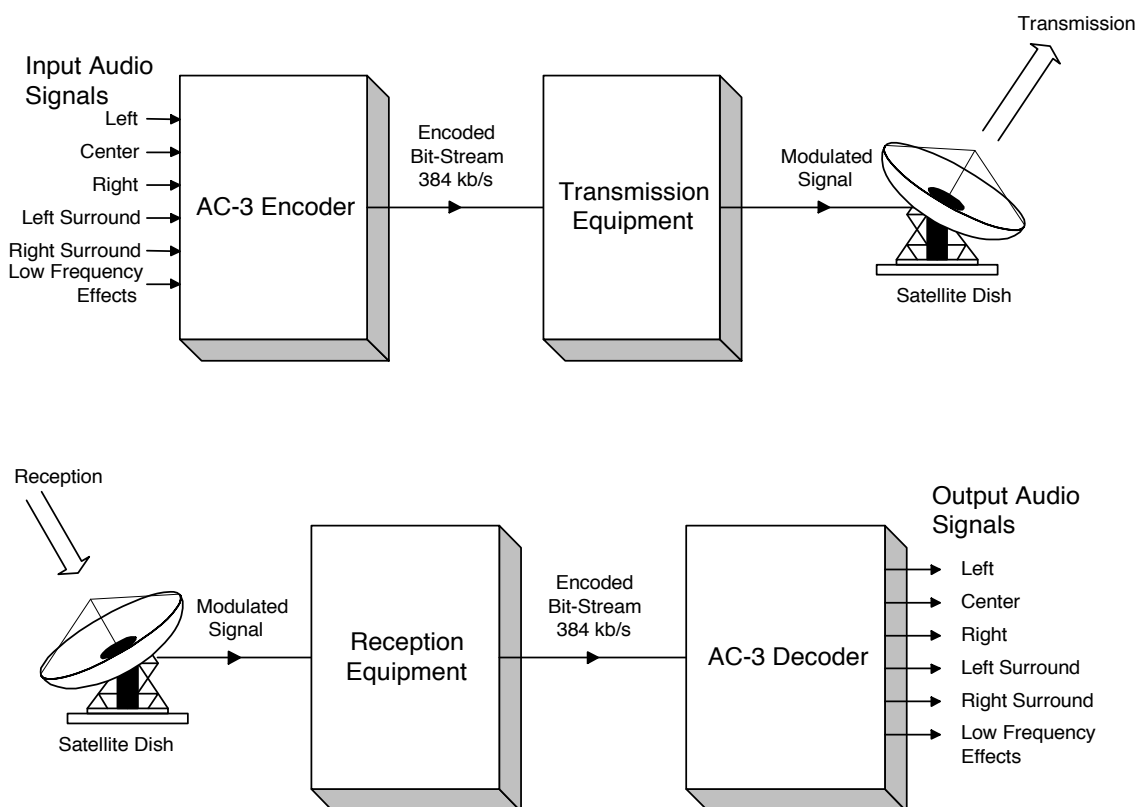 Transmission
Input Audio
Signals
Left
Center
Right
Left Surround
Right Surround
Low Frequency
Effects
AC-3 Encoder
Encoded
Bit-Stream
384 kb/s
Transmission
Equipment
Modulated
Signal
Satellite Dish
Reception
Satellite Dish
Modulated
Signal
Reception
Equipment
Encoded
Bit-Stream
384 kb/s
AC-3 Decoder
Output Audio
Signals
Left
Center
Right
Left Surround
Right Surround
Low Frequency
Effects